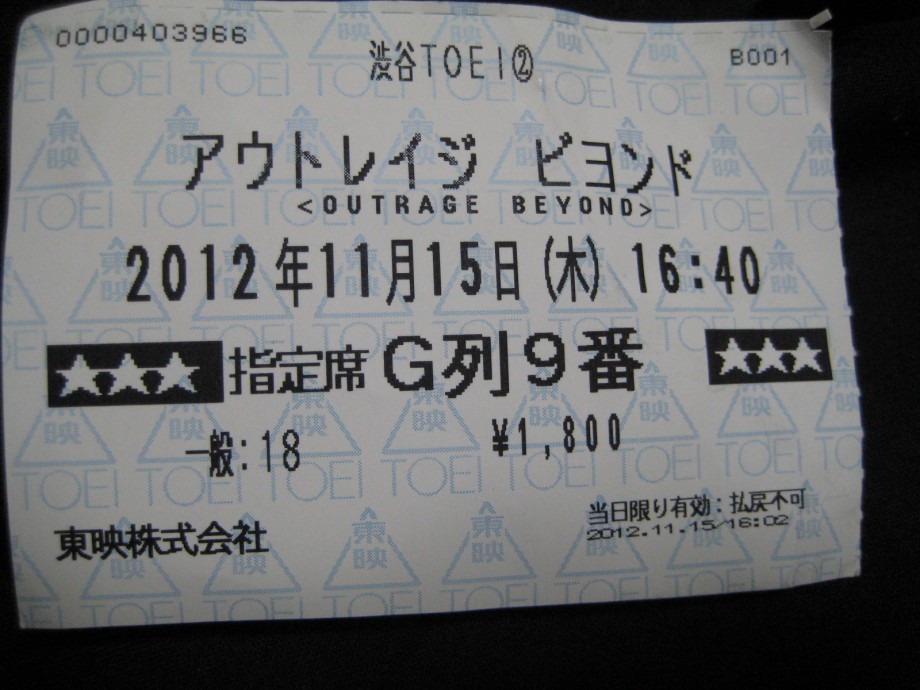 0000403966
渋谷TOEI②
B001
アウトレイジ ビヨンド
<OUTRAGE BEYOND>
2012年11月15日(木) 16:40
★★★指定席 G列9番 ★★★
一般:18 ¥1,800
当日限り有効:払戻不可
2012.11.15/16:02
東映株式会社